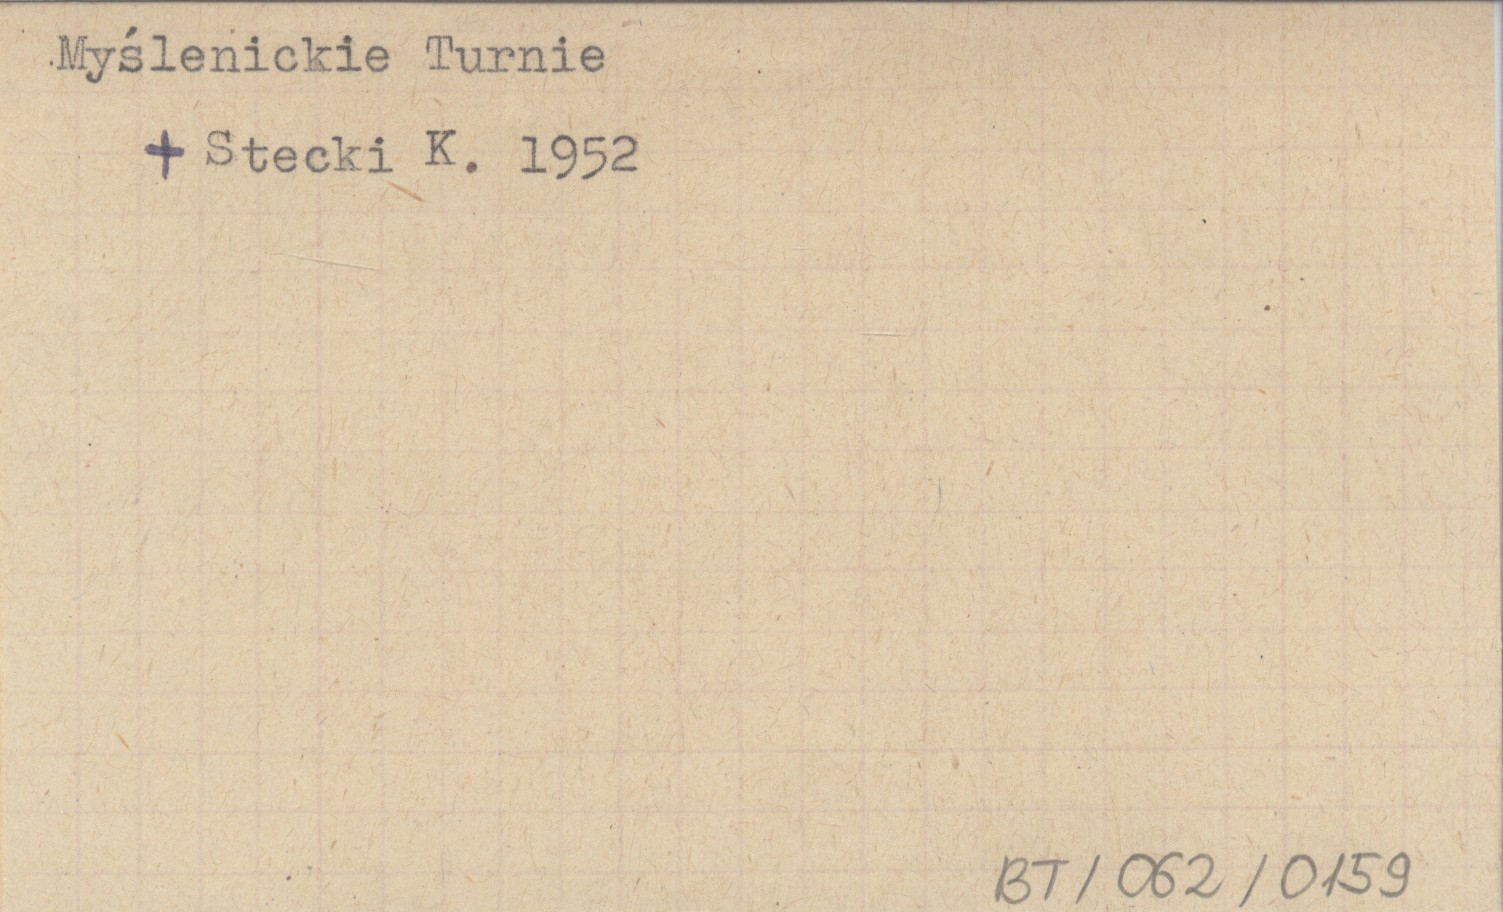 Myślenickie Turnie
+ Stecki K. 1952
BT/062/0159